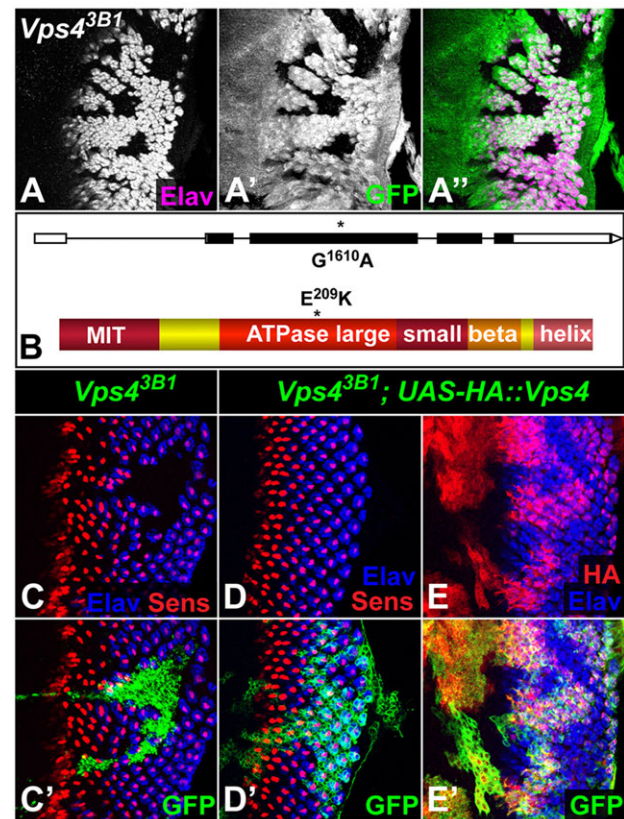 Vps4³ᴮ¹
A Elav
A' GFP
A"
*
G¹⁶¹⁰A
E²⁰⁹K
*
B MIT ATPase large small beta helix
Vps4³ᴮ¹ Vps4³ᴮ¹; UAS-HA::Vps4
C Elav Sens
D Elav Sens
E HA Elav
C' GFP
D' GFP
E' GFP